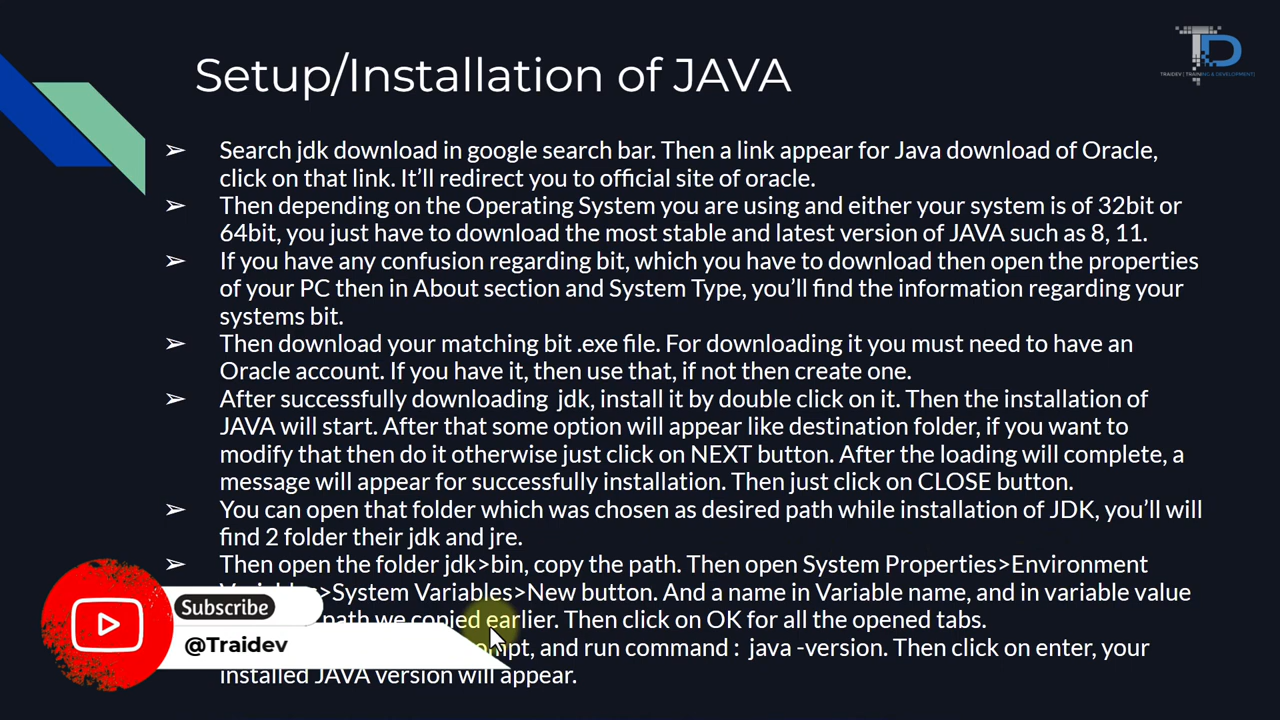 Setup/Installation of JAVA
TRAIDEV ( TRAINING & DEVELOPMENT)
➢ Search jdk download in google search bar. Then a link appear for Java download of Oracle,
click on that link. It’ll redirect you to official site of oracle.
➢ Then depending on the Operating System you are using and either your system is of 32bit or
64bit, you just have to download the most stable and latest version of JAVA such as 8, 11.
➢ If you have any confusion regarding bit, which you have to download then open the properties
of your PC then in About section and System Type, you’ll find the information regarding your
systems bit.
➢ Then download your matching bit .exe file. For downloading it you must need to have an
Oracle account. If you have it, then use that, if not then create one.
➢ After successfully downloading jdk, install it by double click on it. Then the installation of
JAVA will start. After that some option will appear like destination folder, if you want to
modify that then do it otherwise just click on NEXT button. After the loading will complete, a
message will appear for successfully installation. Then just click on CLOSE button.
➢ You can open that folder which was chosen as desired path while installation of JDK, you’ll will
find 2 folder their jdk and jre.
➢ Then open the folder jdk>bin, copy the path. Then open System Properties>Environment
>System Variables>New button. And a name in Variable name, and in variable value
path we copied earlier. Then click on OK for all the opened tabs.
and run command : java -version. Then click on enter, your
installed JAVA version will appear.
Subscribe
@Traidev